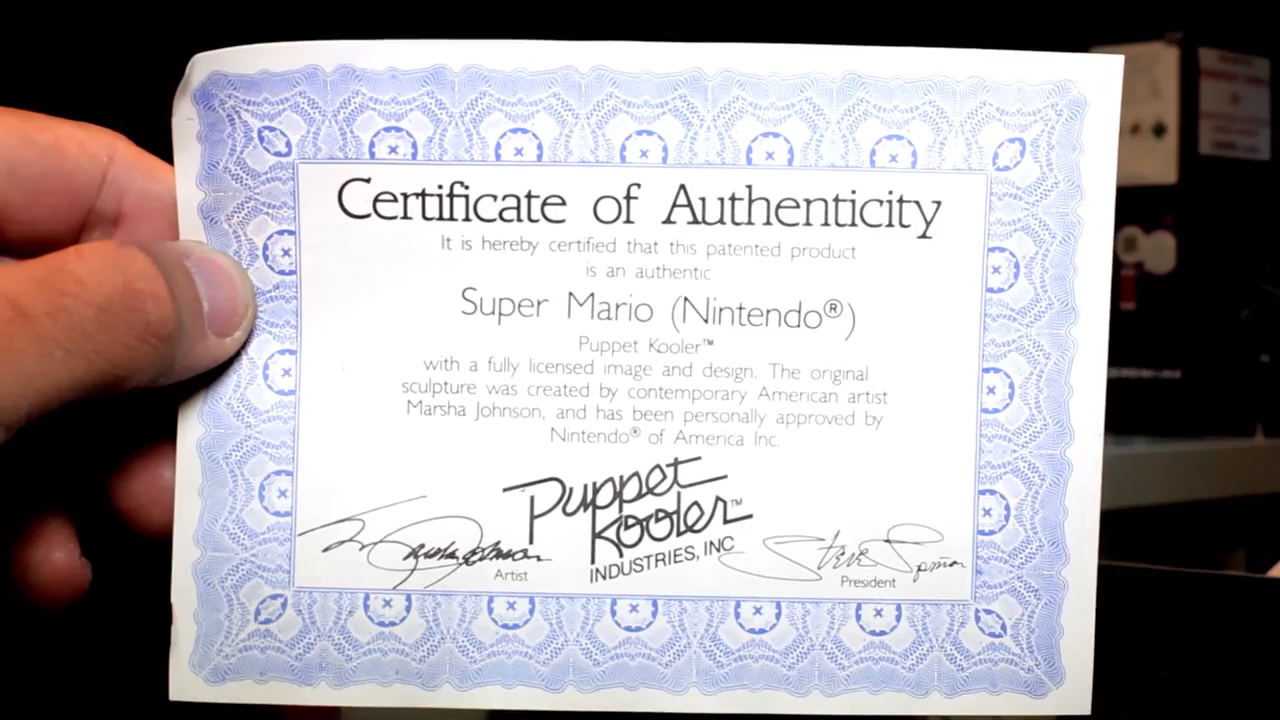 Certificate of Authenticity
It is hereby certified that this patented product
is an authentic
Super Mario (Nintendo®)
Puppet Kooler™
with a fully licensed image and design. The original
sculpture was created by contemporary American artist
Marsha Johnson, and has been personally approved by
Nintendo® of America Inc.
Puppet
Kooler™
INDUSTRIES, INC
Artist
Steve
President